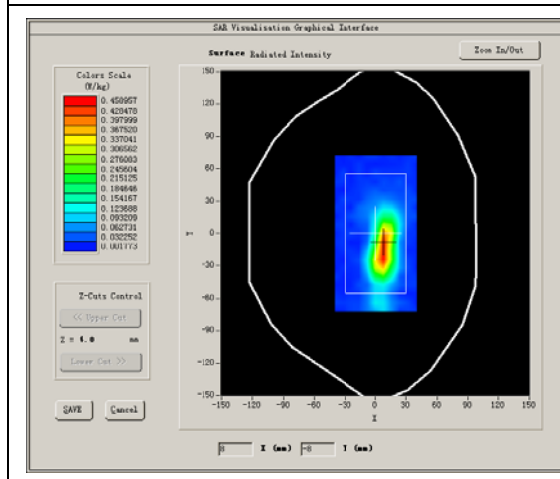 SAR Visualisation Graphical Interface
Surface Radiated Intensity
Zoom In/Out
Colors Scale
(W/kg)
0.458957
0.428478
0.397999
0.367520
0.337041
0.306562
0.276083
0.245604
0.215125
0.184646
0.154167
0.123688
0.093209
0.062731
0.032252
0.001773
Z-Cuts Control
<< Upper Cut
Z = 4.0 mm
Lower Cut >>
SAVE
Cancel
150
120
90
60
30
0
-30
-60
-90
-120
-150
Y
-150 -120 -90 -60 -30 0 30 60 90 120 150
X
8 X (mm) -8 Y (mm)